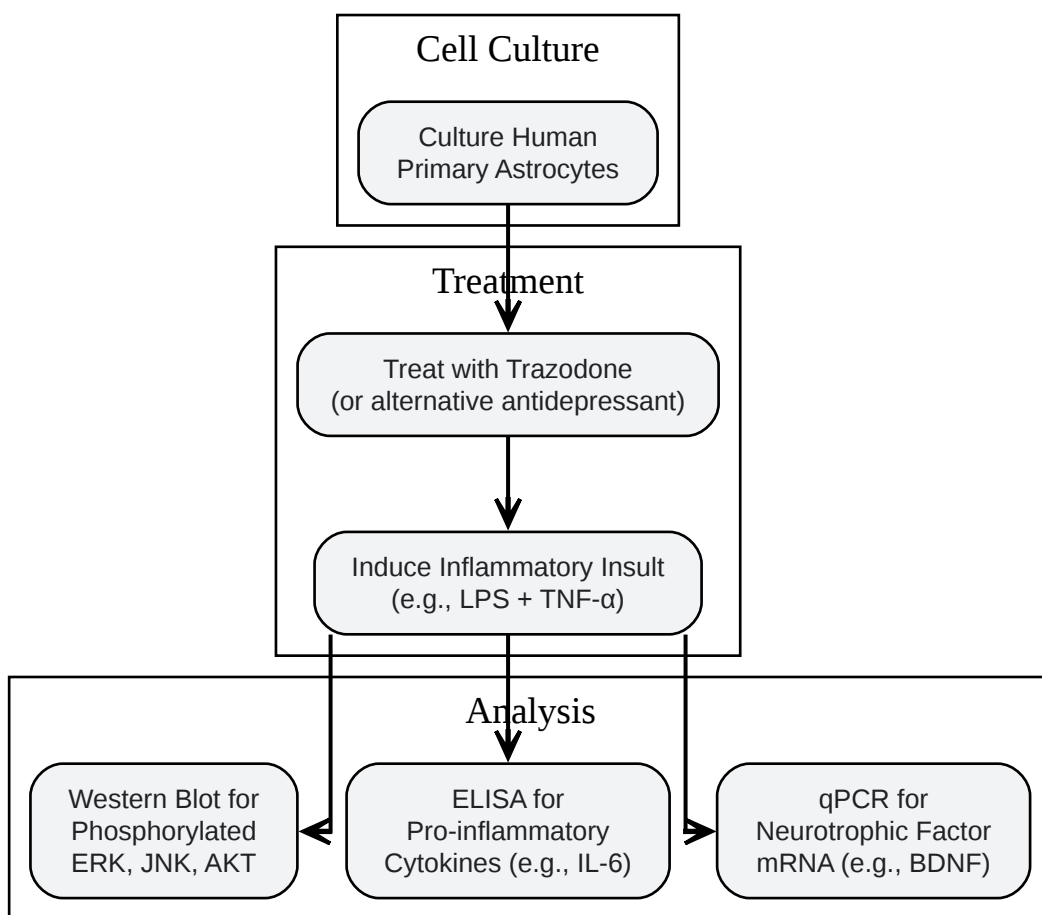 Cell Culture
Culture Human
Primary Astrocytes
Treatment
Treat with Trazodone
(or alternative antidepressant)
Induce Inflammatory Insult
(e.g., LPS + TNF-α)
Analysis
Western Blot for
Phosphorylated
ERK, JNK, AKT
ELISA for
Pro-inflammatory
Cytokines (e.g., IL-6)
qPCR for
Neurotrophic Factor
mRNA (e.g., BDNF)